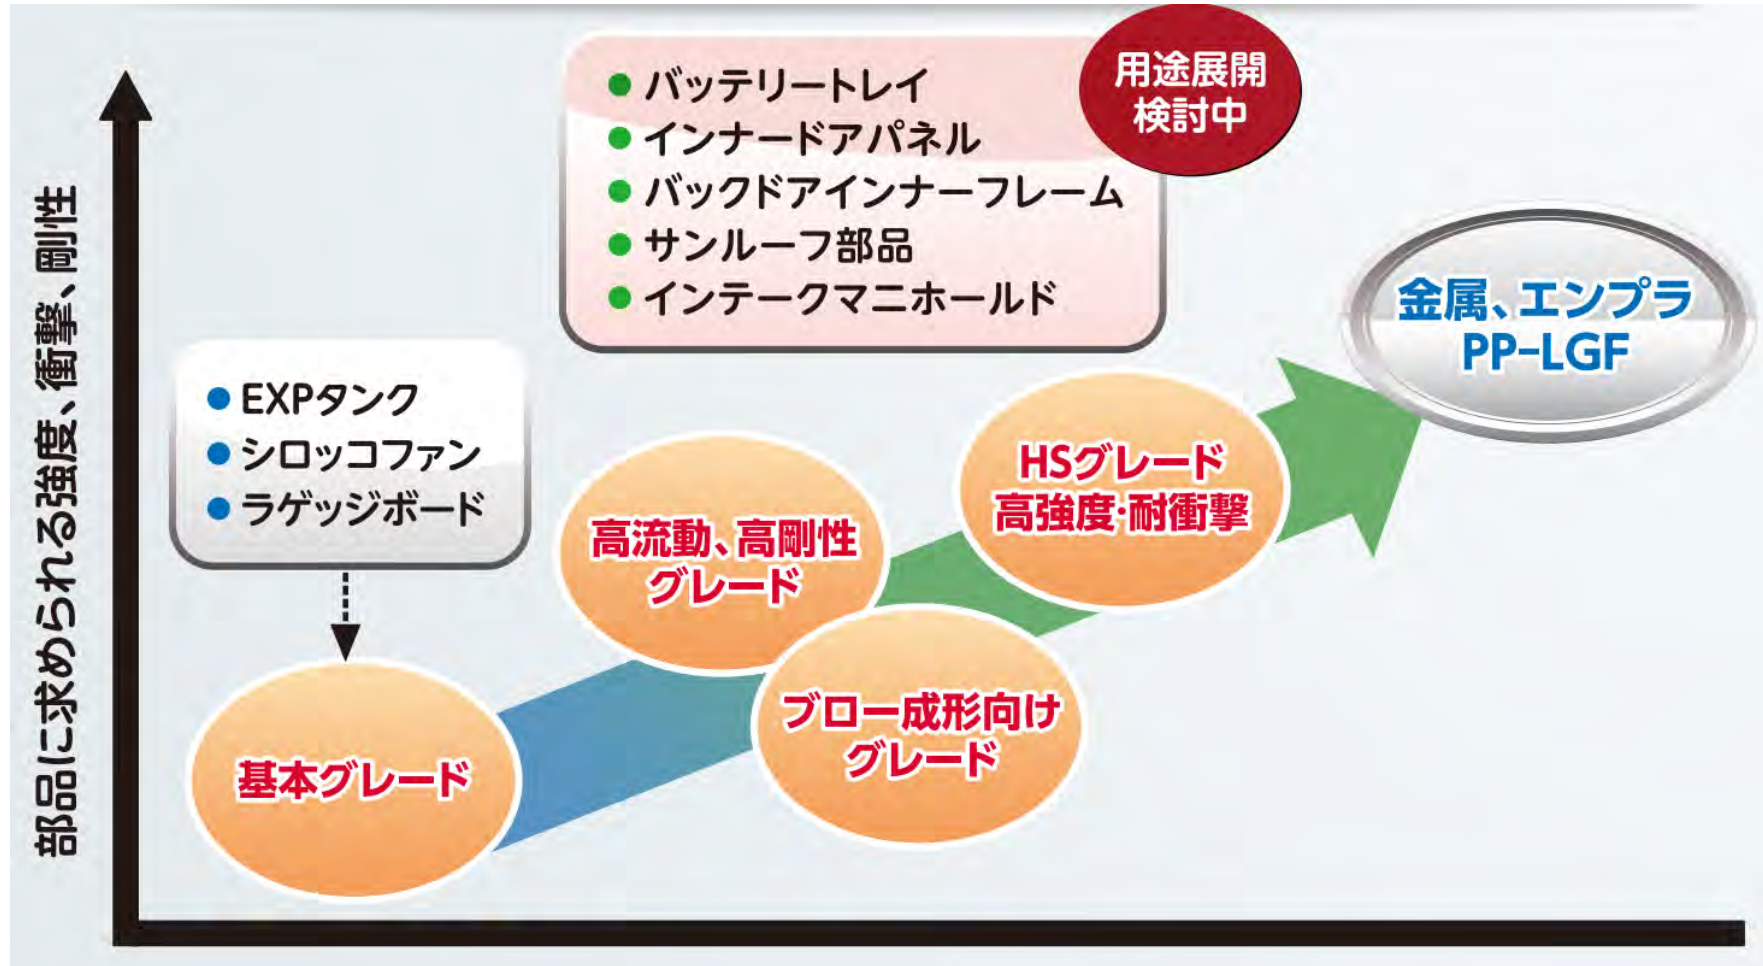 部品に求められる強度、衝撃、剛性
用途展開
検討中
● バッテリートレイ
● インナードアパネル
● バックドアインナーフレーム
● サンルーフ部品
● インテークマニホールド
● EXPタンク
● シロッコファン
● ラゲッジボード
金属、エンプラ
PP-LGF
HSグレード
高強度・耐衝撃
高流動、高剛性
グレード
ブロー成形向け
グレード
基本グレード